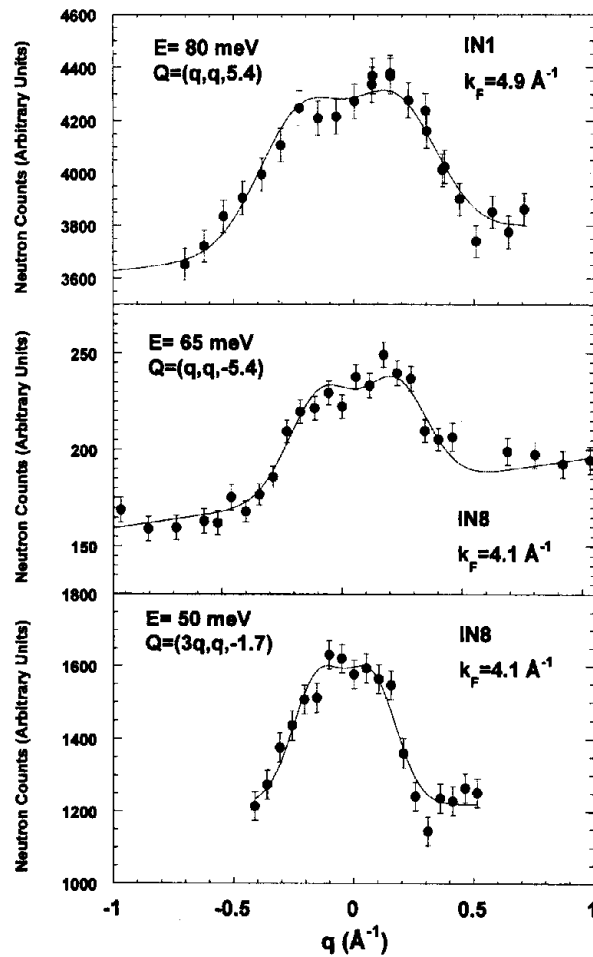 Neutron Counts (Arbitrary Units)
4600
4400
4200
4000
3800
3600
E= 80 meV
Q=(q,q,5.4)
IN1
k_F=4.9 Å⁻¹
Neutron Counts (Arbitrary Units)
250
200
150
E= 65 meV
Q=(q,q,-5.4)
IN8
k_F=4.1 Å⁻¹
Neutron Counts (Arbitrary Units)
1800
1600
1400
1200
1000
E= 50 meV
Q=(3q,q,-1.7)
IN8
k_F=4.1 Å⁻¹
-1
-0.5
0
0.5
1
q (Å⁻¹)